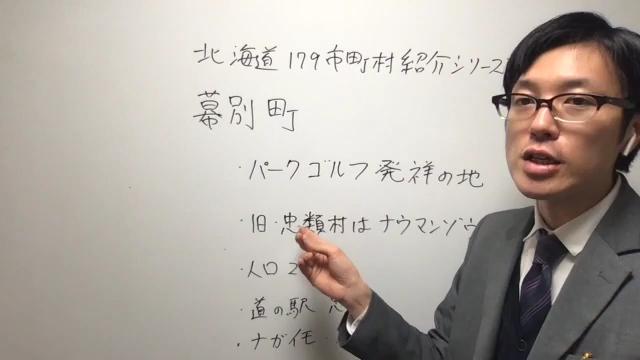 北海道179市町村紹介シリーズ
幕別町
・パークゴルフ発祥の地
・旧・忠類村はナウマンゾウ
・人口2
・道の駅
・ナガイモ・